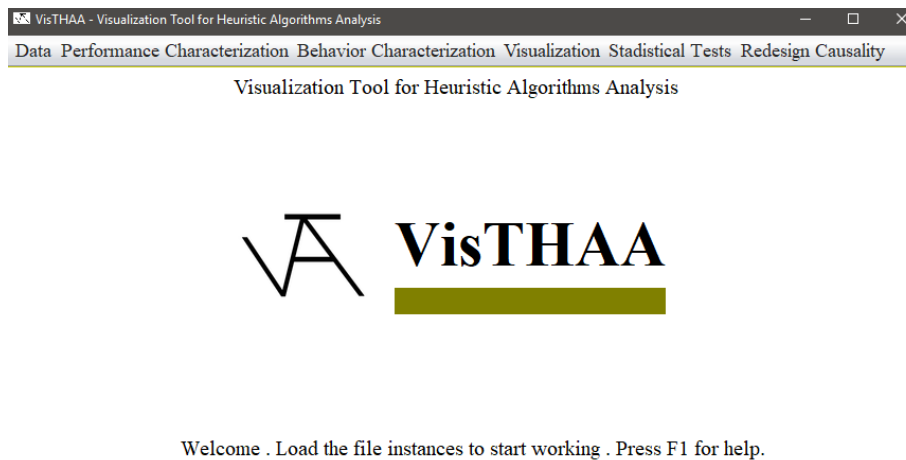 VisTHAA - Visualization Tool for Heuristic Algorithms Analysis
Data Performance Characterization Behavior Characterization Visualization Stadistical Tests Redesign Causality
Visualization Tool for Heuristic Algorithms Analysis
VisTHAA
Welcome . Load the file instances to start working . Press F1 for help.